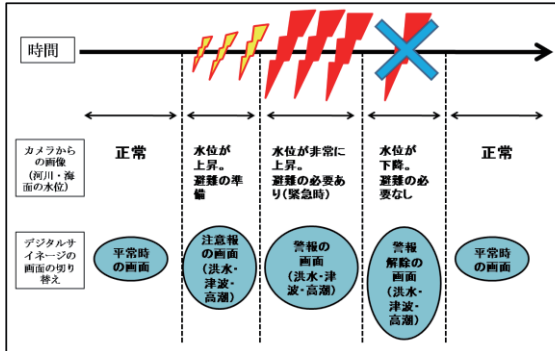 時間
カメラから
の画像
(河川・海
面の水位)
正常
水位が
上昇。
避難の準
備
水位が非常に
上昇。
避難の必要あ
り(緊急時)
水位が
下降。
避難の必
要なし
正常
デジタルサ
イネージの
画面の切り
替え
平常時
の画面
注意報
の画面
(洪水・
津波・
高潮)
警報の
画面
(洪水・津
波・高潮)
警報
解除の
画面
(洪水・
津波・
高潮)
平常時
の画面